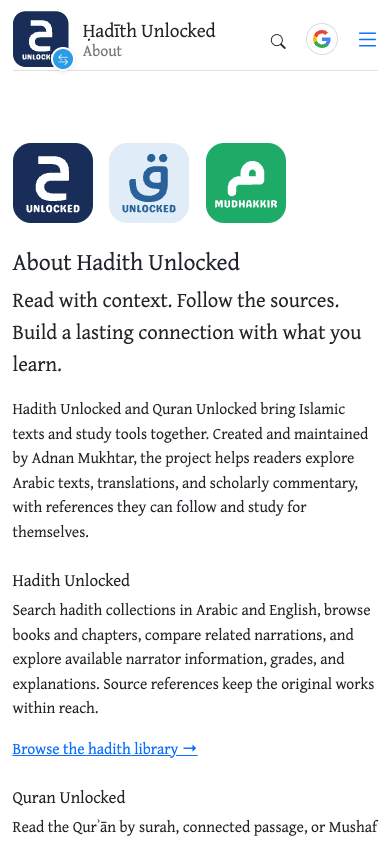 ح
UNLOCKED
Ḥadīth Unlocked
About
G
ح
UNLOCKED
ق
UNLOCKED
م
MUDHAKKIR
About Hadith Unlocked
Read with context. Follow the sources.
Build a lasting connection with what you
learn.
Hadith Unlocked and Quran Unlocked bring Islamic
texts and study tools together. Created and maintained
by Adnan Mukhtar, the project helps readers explore
Arabic texts, translations, and scholarly commentary,
with references they can follow and study for
themselves.
Hadith Unlocked
Search hadith collections in Arabic and English, browse
books and chapters, compare related narrations, and
explore available narrator information, grades, and
explanations. Source references keep the original works
within reach.
Browse the hadith library →
Quran Unlocked
Read the Qurʾān by surah, connected passage, or Mushaf